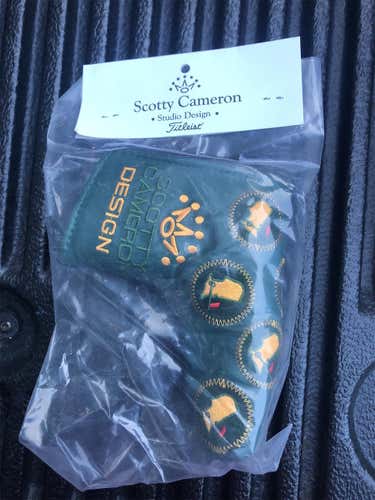 Scotty Cameron
• Studio Design •
Titleist
SCOTTY
CAMERON
DESIGN